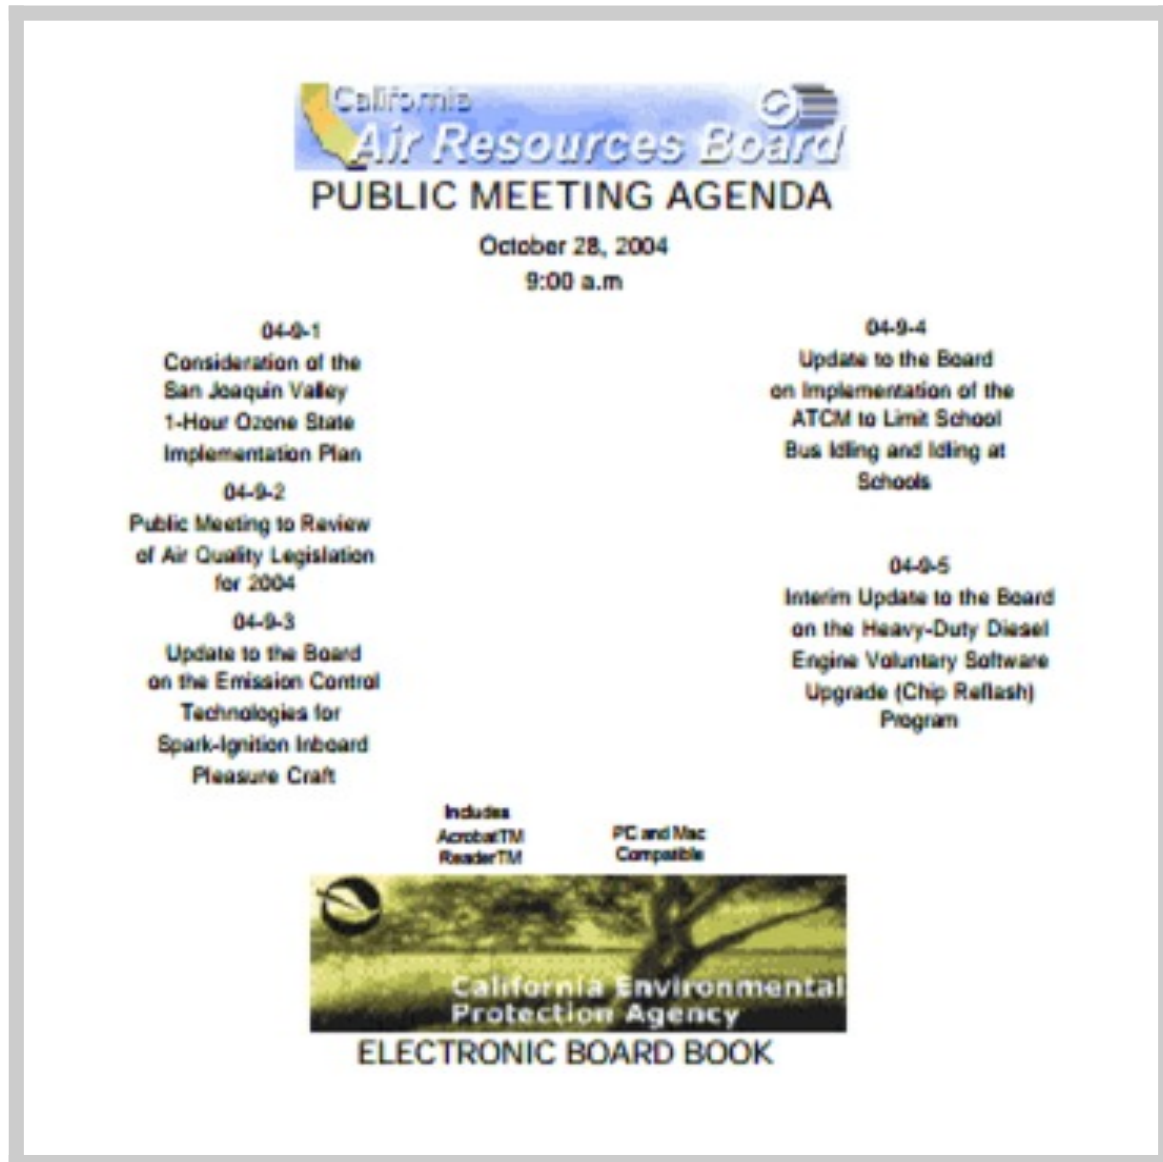 California
Air Resources Board
PUBLIC MEETING AGENDA
October 28, 2004
9:00 a.m
04-9-1
Consideration of the
San Joaquin Valley
1-Hour Ozone State
Implementation Plan
04-9-2
Public Meeting to Review
of Air Quality Legislation
for 2004
04-9-3
Update to the Board
on the Emission Control
Technologies for
Spark-Ignition Inboard
Pleasure Craft
04-9-4
Update to the Board
on Implementation of the
ATCM to Limit School
Bus Idling and Idling at
Schools
04-9-5
Interim Update to the Board
on the Heavy-Duty Diesel
Engine Voluntary Software
Upgrade (Chip Reflash)
Program
Includes
AcrobatTM
ReaderTM
PC and Mac
Compatible
California Environmental
Protection Agency
ELECTRONIC BOARD BOOK